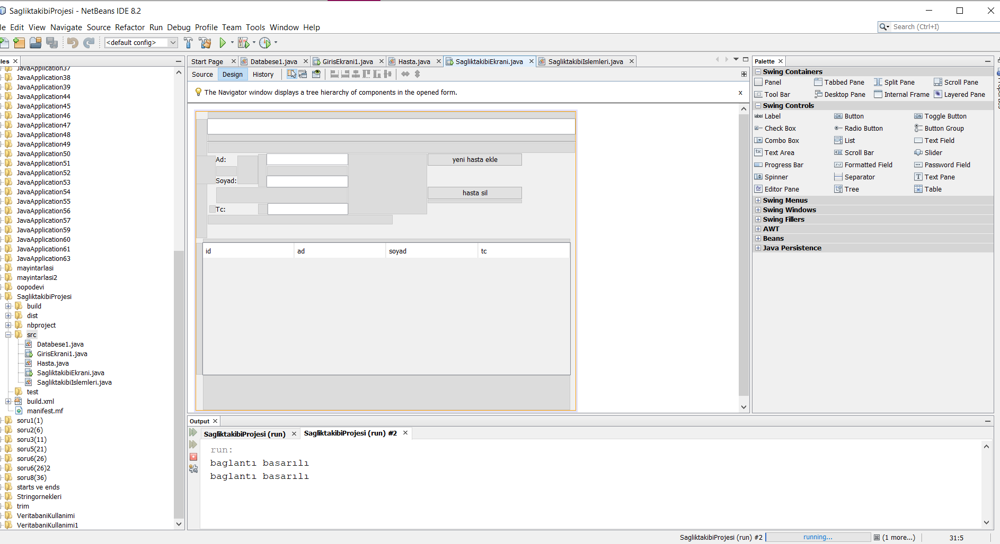 SagliktakibiProjesi - NetBeans IDE 8.2
le Edit View Navigate Source Refactor Run Debug Profile Team Tools Window Help
Search (Ctrl+I)
<default config>
iles
JavaApplication37
JavaApplication38
JavaApplication39
JavaApplication44
JavaApplication45
JavaApplication46
JavaApplication47
JavaApplication48
JavaApplication49
JavaApplication50
JavaApplication51
JavaApplication52
JavaApplication53
JavaApplication54
JavaApplication55
JavaApplication56
JavaApplication57
JavaApplication59
JavaApplication60
JavaApplication61
JavaApplication63
mayintarlasi
mayintarlasi2
oopodevi
SagliktakibiProjesi
build
dist
nbproject
src
Databese1.java
GirisEkrani1.java
Hasta.java
SagliktakibiEkrani.java
SagliktakibiIslemleri.java
test
build.xml
manifest.mf
soru1(1)
soru2(6)
soru3(11)
soru5(21)
soru6(26)
soru6(26)2
soru8(36)
starts ve ends
Stringornekleri
trim
VeritabaniKullanimi
VeritabaniKullanimi1
Start Page Databese1.java GirisEkrani1.java Hasta.java SagliktakibiEkrani.java SagliktakibiIslemleri.java
Source Design History
The Navigator window displays a tree hierarchy of components in the opened form. x
Ad: yeni hasta ekle
Soyad:
hasta sil
Tc:
id ad soyad tc
Palette
Swing Containers
Panel Tabbed Pane Split Pane Scroll Pane
Tool Bar Desktop Pane Internal Frame Layered Pane
Swing Controls
label Label OK Button ON Toggle Button
Check Box Radio Button Button Group
Combo Box List Text Field
Text Area Scroll Bar Slider
Progress Bar Formatted Field Password Field
Spinner Separator Text Pane
Editor Pane Tree Table
Swing Menus
Swing Windows
Swing Fillers
AWT
Beans
Java Persistence
Output
SagliktakibiProjesi (run) SagliktakibiProjesi (run) #2
run:
baglantı basarılı
baglantı basarılı
SagliktakibiProjesi (run) #2 running... (1 more...) 31:5